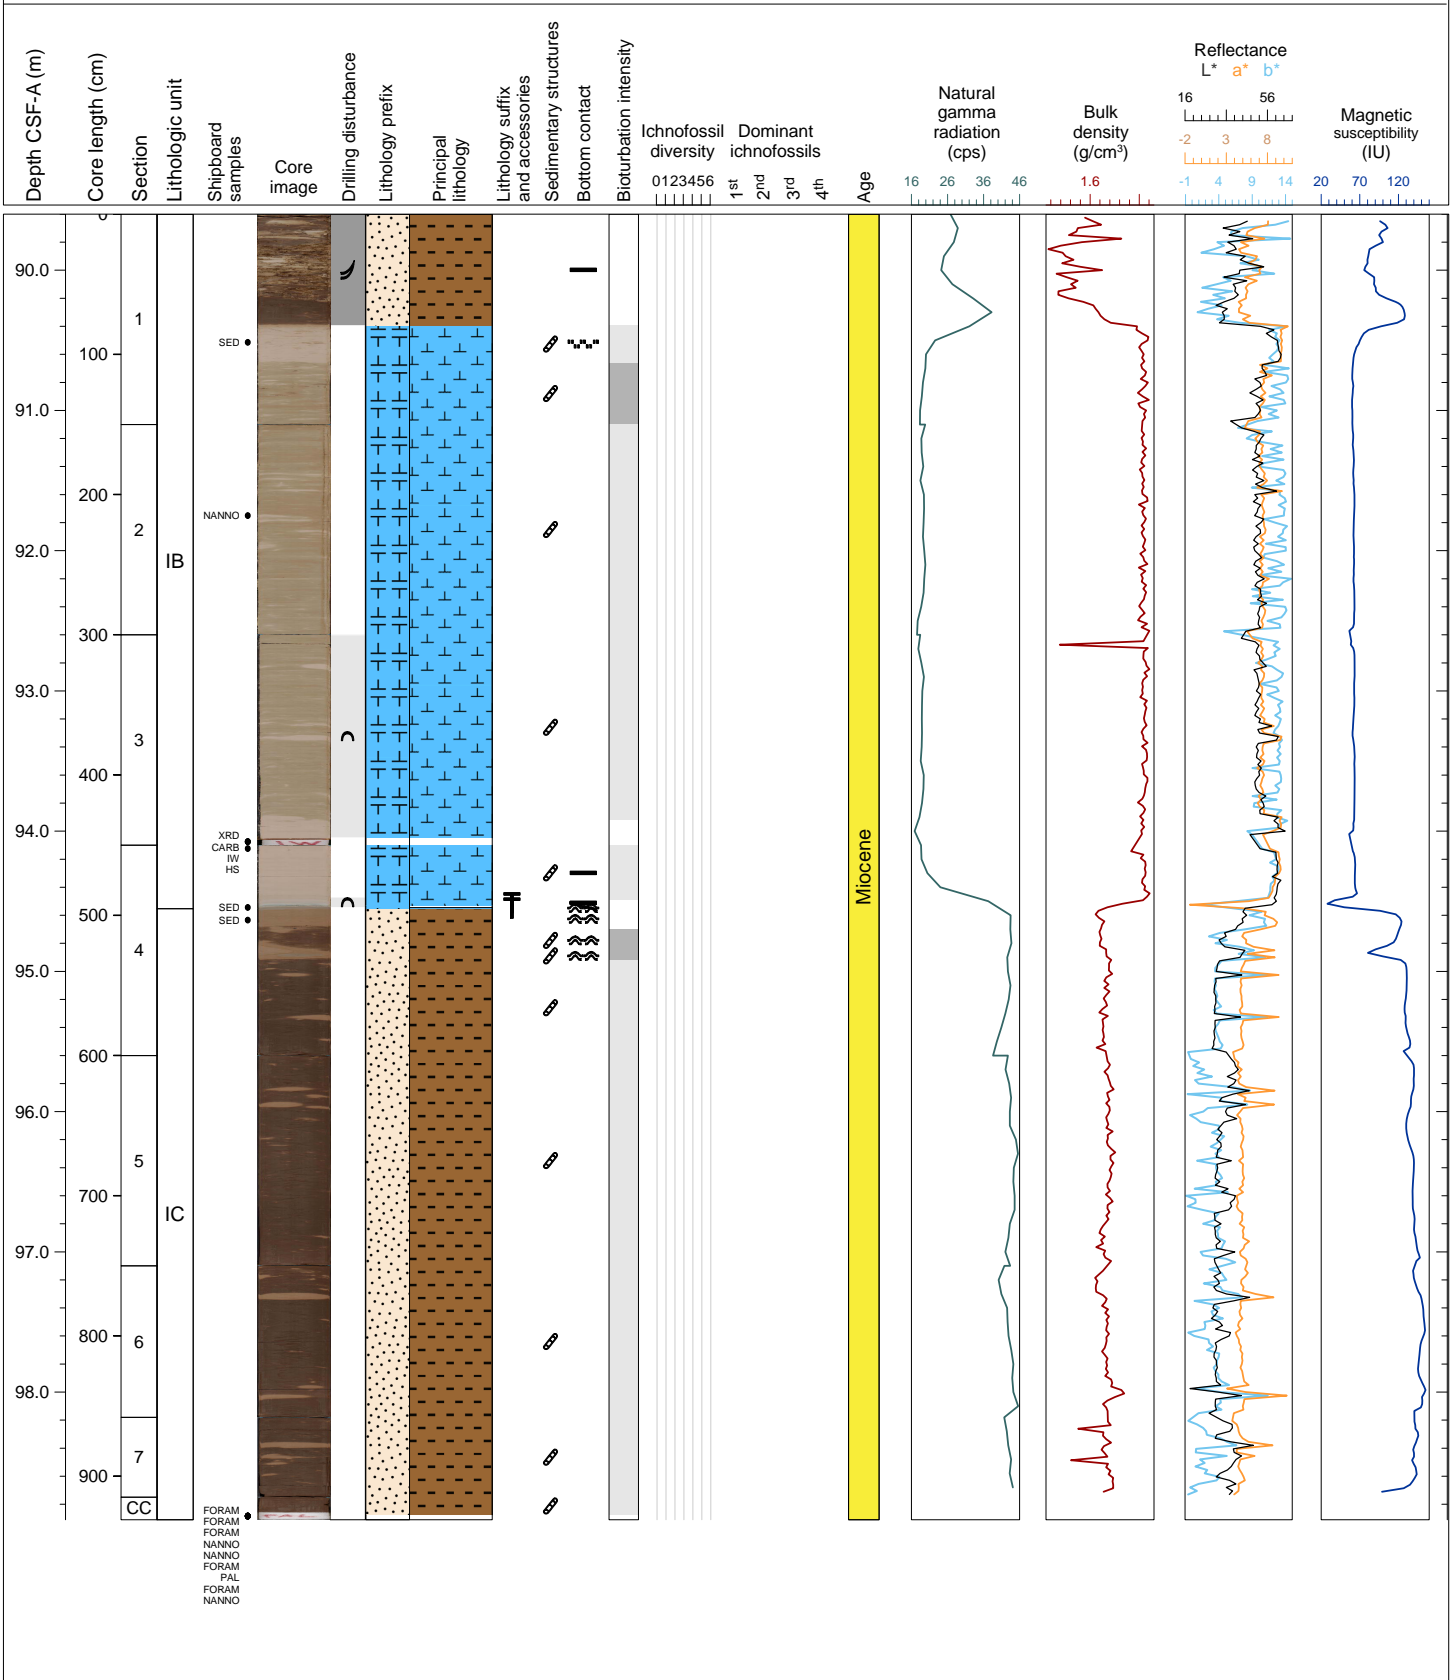 Depth CSF-A (m)
Core length (cm)
Section
Lithologic unit
Shipboard
samples
Core
image
Drilling disturbance
Lithology prefix
Principal
lithology
Lithology suffix
and accessories
Sedimentary structures
Bottom contact
Bioturbation intensity
Ichnofossil
diversity
0123456
Dominant
ichnofossils
1st
2nd
3rd
4th
Age
Natural
gamma
radiation
(cps)
16 26 36 46
Bulk
density
(g/cm³)
1.6
Reflectance
L* a* b*
16 56
-2 3 8
-1 4 9 14
Magnetic
susceptibility
(IU)
20 70 120
0
90.0
1
SED
100
91.0
200
NANNO
2
92.0
IB
300
93.0
3
400
94.0
XRD
CARB
IW
IW
HS
Miocene
SED
500
SED
4
95.0
600
96.0
5
700
IC
97.0
800
6
98.0
7
900
CC
FORAM
PAL
FORAM
FORAM
NANNO
NANNO
FORAM
PAL
FORAM
NANNO